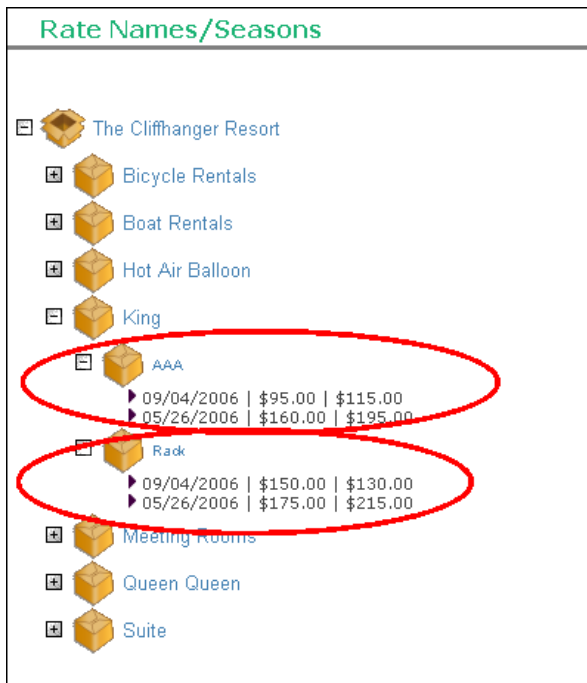 Rate Names/Seasons
The Cliffhanger Resort
Bicycle Rentals
Boat Rentals
Hot Air Balloon
King
AAA
09/04/2006 | $95.00 | $115.00
05/26/2006 | $160.00 | $195.00
Rack
09/04/2006 | $150.00 | $130.00
05/26/2006 | $175.00 | $215.00
Meeting Rooms
Queen Queen
Suite